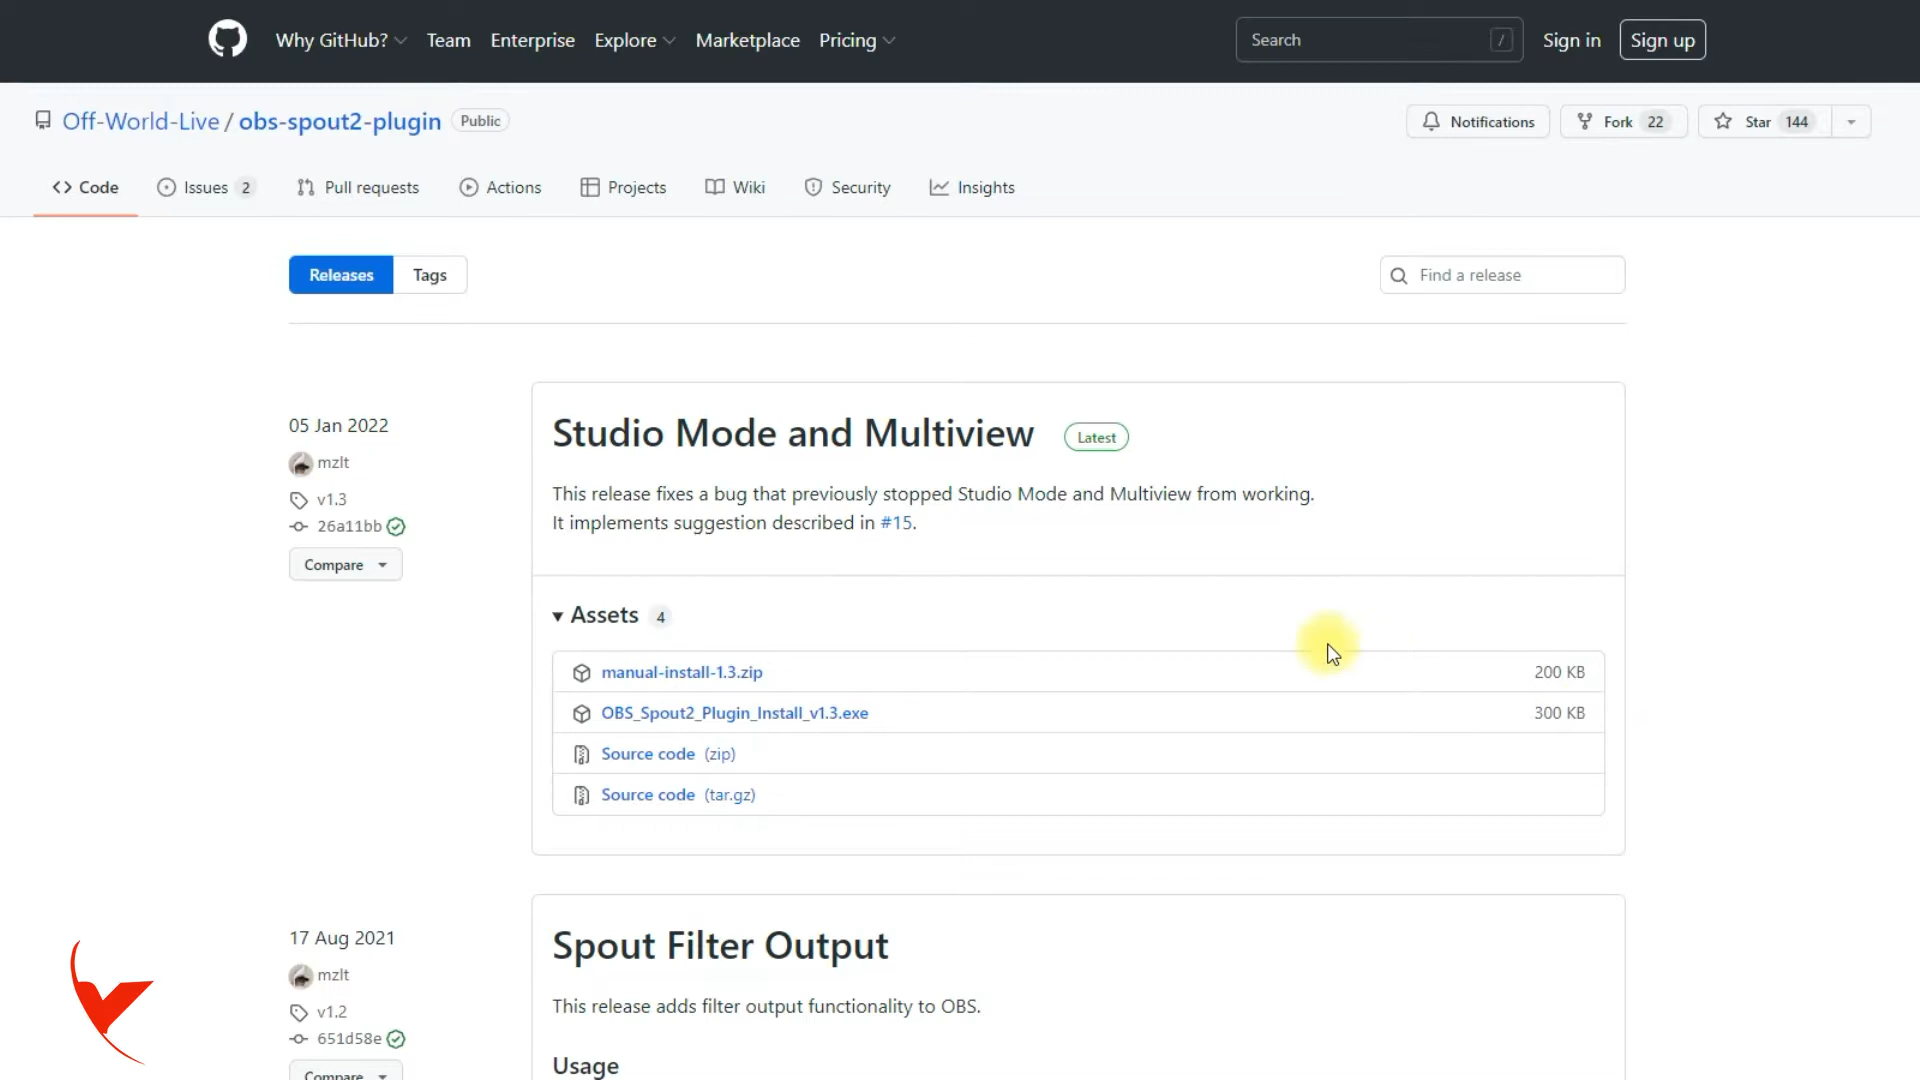 Why GitHub? Team Enterprise Explore Marketplace Pricing Search / Sign in Sign up
Off-World-Live / obs-spout2-plugin Public Notifications Fork 22 Star 144
Code Issues 2 Pull requests Actions Projects Wiki Security Insights
Releases Tags Find a release
05 Jan 2022
mzlt
v1.3
26a11bb
Compare
Studio Mode and Multiview Latest
This release fixes a bug that previously stopped Studio Mode and Multiview from working.
It implements suggestion described in #15.
Assets 4
manual-install-1.3.zip 200 KB
OBS_Spout2_Plugin_Install_v1.3.exe 300 KB
Source code (zip)
Source code (tar.gz)
17 Aug 2021
mzlt
v1.2
651d58e
Compare
Spout Filter Output
This release adds filter output functionality to OBS.
Usage